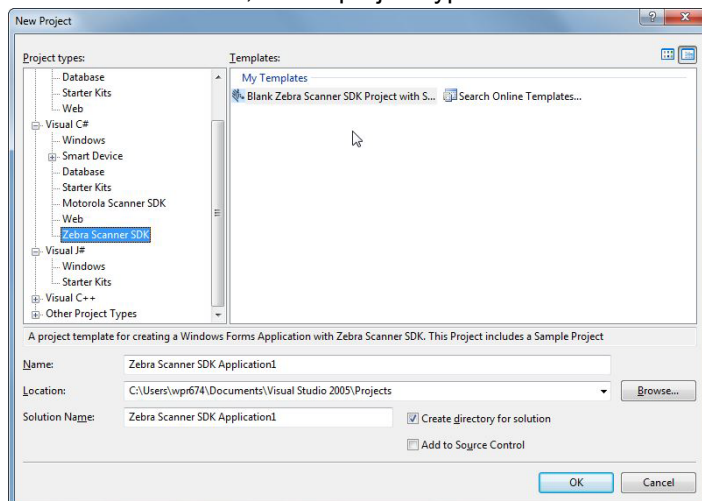 New Project
Project types:
Templates:
Database
Starter Kits
Web
Visual C#
Windows
Smart Device
Database
Starter Kits
Motorola Scanner SDK
Web
Zebra Scanner SDK
Visual J#
Windows
Starter Kits
Visual C++
Other Project Types
My Templates
Blank Zebra Scanner SDK Project with S... Search Online Templates...
A project template for creating a Windows Forms Application with Zebra Scanner SDK. This Project includes a Sample Project
Name: Zebra Scanner SDK Application1
Location: C:\Users\wpr674\Documents\Visual Studio 2005\Projects Browse...
Solution Name: Zebra Scanner SDK Application1 Create directory for solution
Add to Source Control
OK Cancel